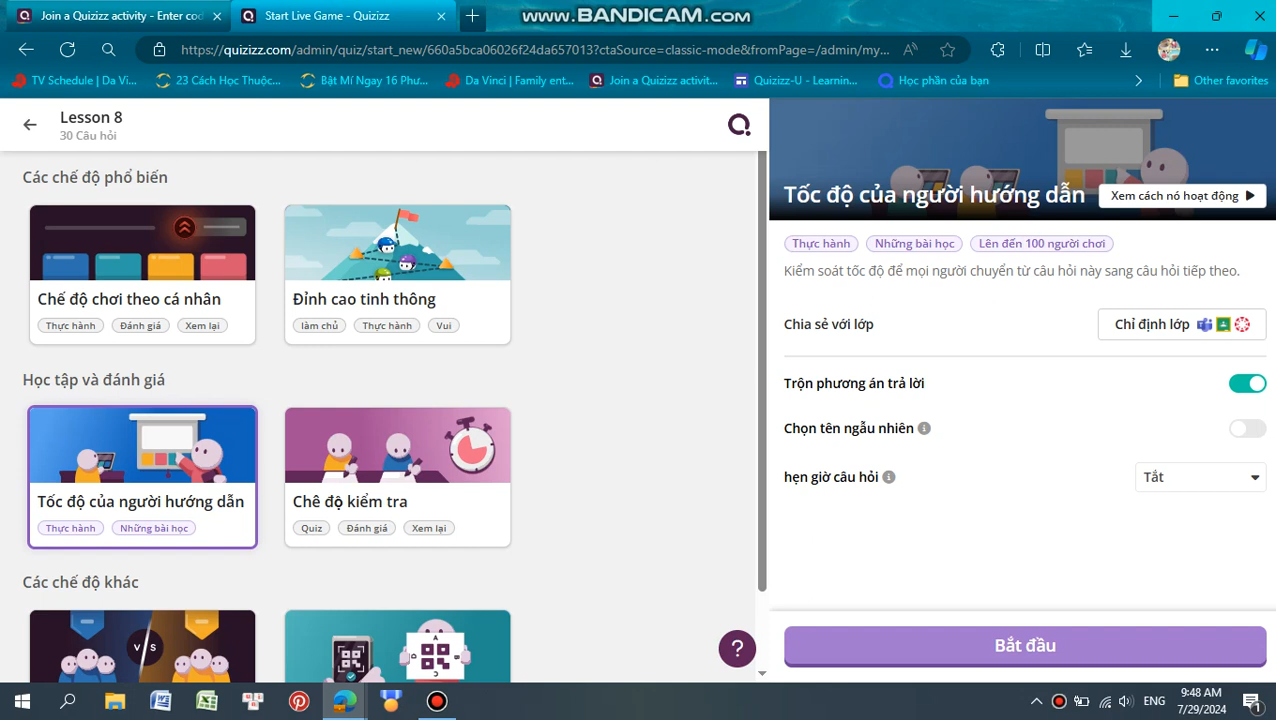 Join a Quizizz activity - Enter cod
Start Live Game - Quizizz
www.BANDICAM.com
https://quizizz.com/admin/quiz/start_new/660a5bca06026f24da657013?ctaSource=classic-mode&fromPage=/admin/my...
TV Schedule | Da Vi...
23 Cách Học Thuộc...
Bật Mí Ngay 16 Phư...
Da Vinci | Family ent...
Join a Quizizz activit...
Quizizz-U - Learnin...
Học phần của bạn
Other favorites
Lesson 8
30 Câu hỏi
Các chế độ phổ biến
Chế độ chơi theo cá nhân
Thực hành Đánh giá Xem lại
Đỉnh cao tinh thông
làm chủ Thực hành Vui
Học tập và đánh giá
Tốc độ của người hướng dẫn
Thực hành Những bài học
Chê độ kiểm tra
Quiz Đánh giá Xem lại
Các chế độ khác
V S
A
D
C
?
Tốc độ của người hướng dẫn
Xem cách nó hoạt động
Thực hành Những bài học Lên đến 100 người chơi
Kiểm soát tốc độ để mọi người chuyển từ câu hỏi này sang câu hỏi tiếp theo.
Chia sẻ với lớp
Chỉ định lớp
Trộn phương án trả lời
Chọn tên ngẫu nhiên
hẹn giờ câu hỏi
Tắt
Bắt đầu
ENG
9:48 AM
7/29/2024
1